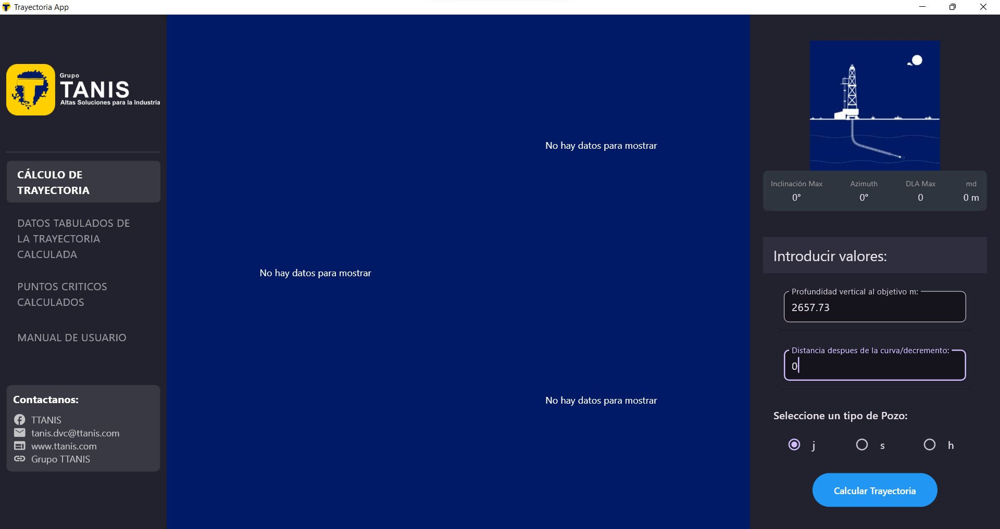 Trayectoria App
Grupo
TANIS
Altas Soluciones para la Industria
CÁLCULO DE
TRAYECTORIA
DATOS TABULADOS DE
LA TRAYECTORIA
CALCULADA
PUNTOS CRITICOS
CALCULADOS
MANUAL DE USUARIO
Contactanos:
TTANIS
tanis.dvc@ttanis.com
www.ttanis.com
Grupo TTANIS
No hay datos para mostrar
No hay datos para mostrar
No hay datos para mostrar
Inclinación Max Azimuth DLA Max md
0° 0° 0 0 m
Introducir valores:
Profundidad vertical al objetivo m:
2657.73
Distancia despues de la curva/decremento:
0
Seleccione un tipo de Pozo:
j s h
Calcular Trayectoria